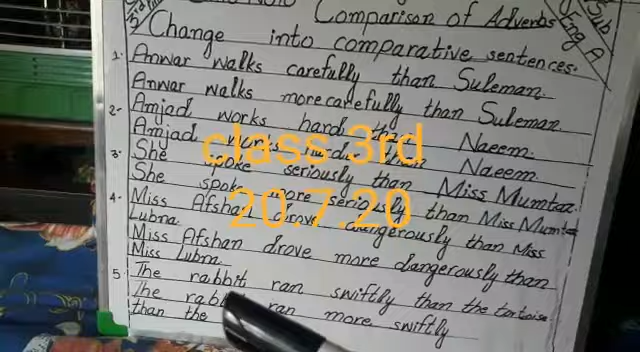 Comparison of Adverbs
Sub
Eng A
3rd
Change into comparative sentences.
1. Anwar walks carefully than Suleman.
Anwar walks more carefully than Suleman.
2- Amjad works hard than Naeem.
Amjad works than Naeem.
3. She spoke seriously than Miss Mumtaz
She spoke more seriously than Miss Mumtaz
4. Miss Afshan drove dangerously than Miss
Lubna.
Miss Afshan drove more dangerously than
Miss Lubna.
5. The rabbit ran swiftly than the tortoise.
The rabbit ran more swiftly
than the
class 3rd
20.7.20